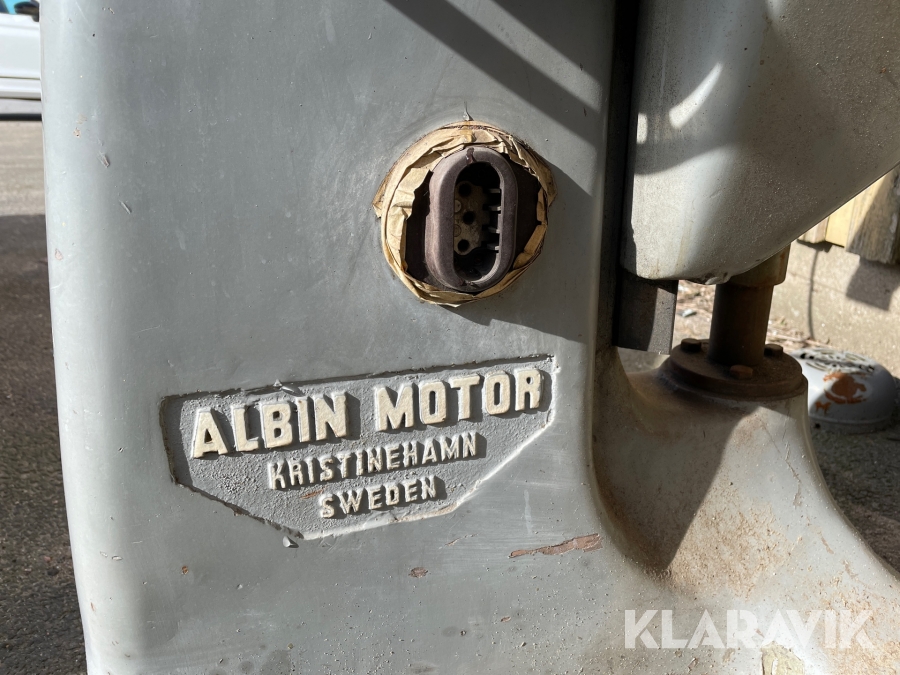 ALBIN MOTOR
KRISTINEHAMN
SWEDEN
KLARAVIK